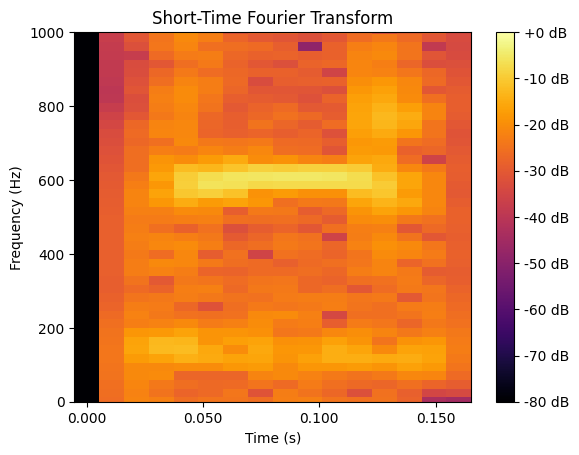 Short-Time Fourier Transform
1000
800
600
400
200
0
Frequency (Hz)
0.000
0.050
0.100
0.150
Time (s)
+0 dB
-10 dB
-20 dB
-30 dB
-40 dB
-50 dB
-60 dB
-70 dB
-80 dB